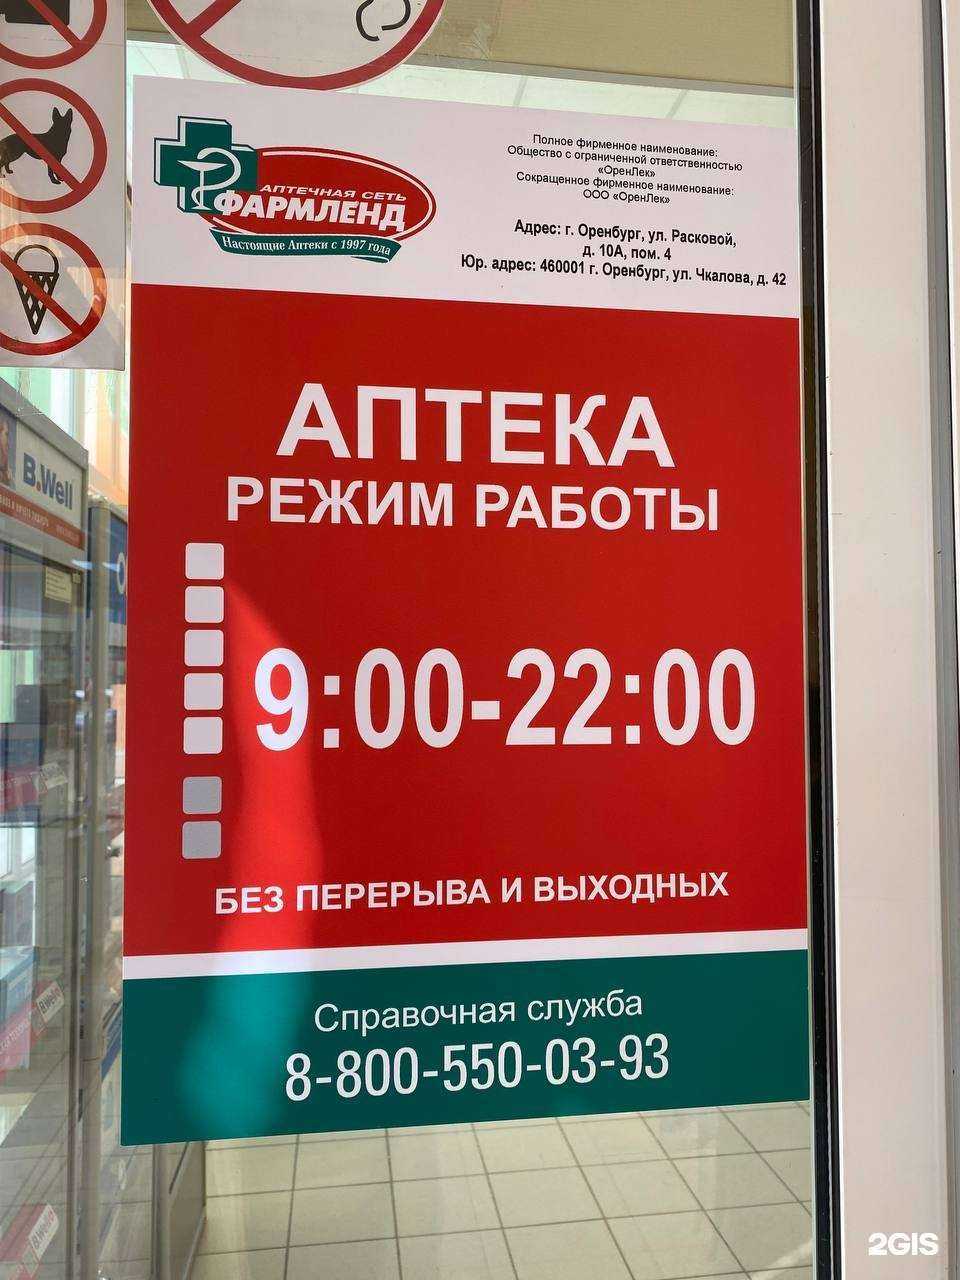 АПТЕЧНАЯ СЕТЬ
ФАРМЛЕНД
Настоящие Аптеки с 1997 года
Полное фирменное наименование:
Общество с ограниченной ответственностью
«ОренЛек»
Сокращенное фирменное наименование:
ООО «ОренЛек»
Адрес: г. Оренбург, ул. Расковой,
д. 10А, пом. 4
Юр. адрес: 460001 г. Оренбург, ул. Чкалова, д. 42
АПТЕКА
РЕЖИМ РАБОТЫ
9:00-22:00
БЕЗ ПЕРЕРЫВА И ВЫХОДНЫХ
Справочная служба
8-800-550-03-93
B.Well
B.Well
2GIS